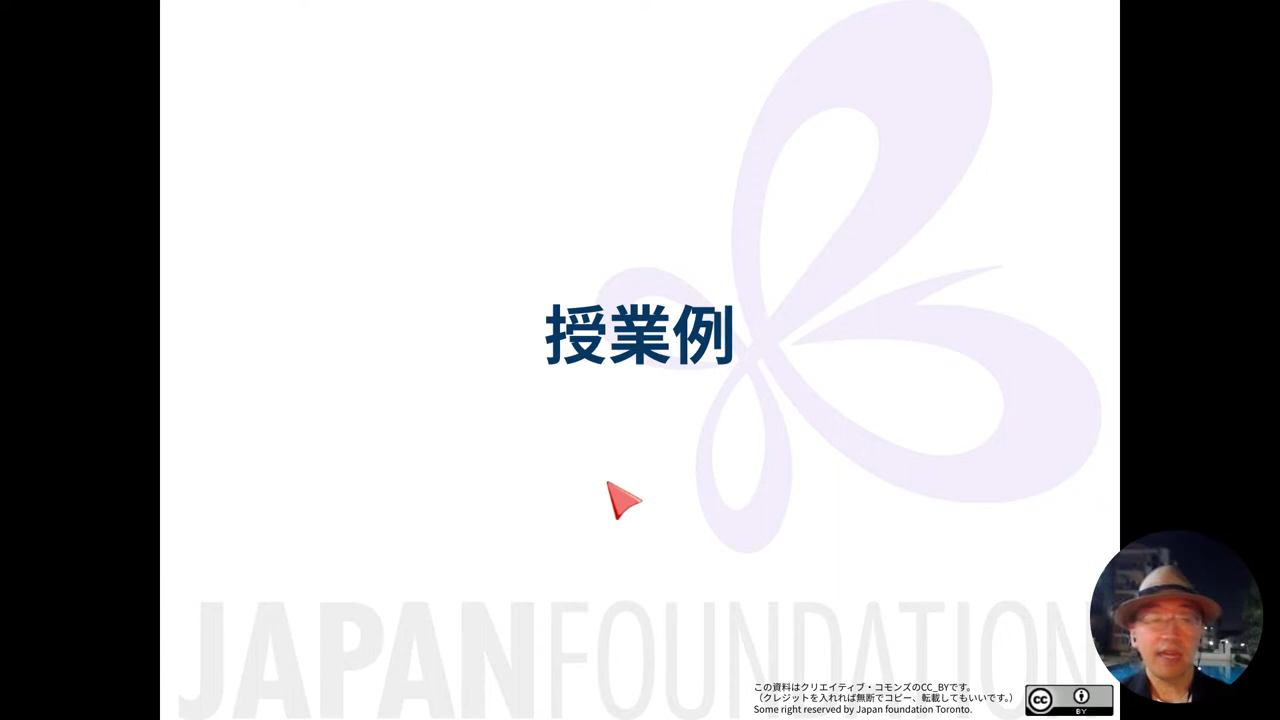 授業例
JAPANFOUNDATION
この資料はクリエイティブ・コモンズのCC_BYです。
（クレジットを入れれば無断でコピー、転載してもいいです。）
Some right reserved by Japan foundation Toronto.
cc
BY